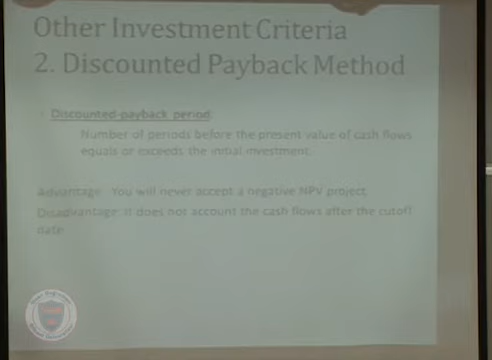 Other Investment Criteria
2. Discounted Payback Method
Discounted payback period:
Number of periods before the present value of cash flows
equals or exceeds the initial investment.
Advantage: You will never accept a negative NPV project
Disadvantage: It does not account the cash flows after the cutoff
date